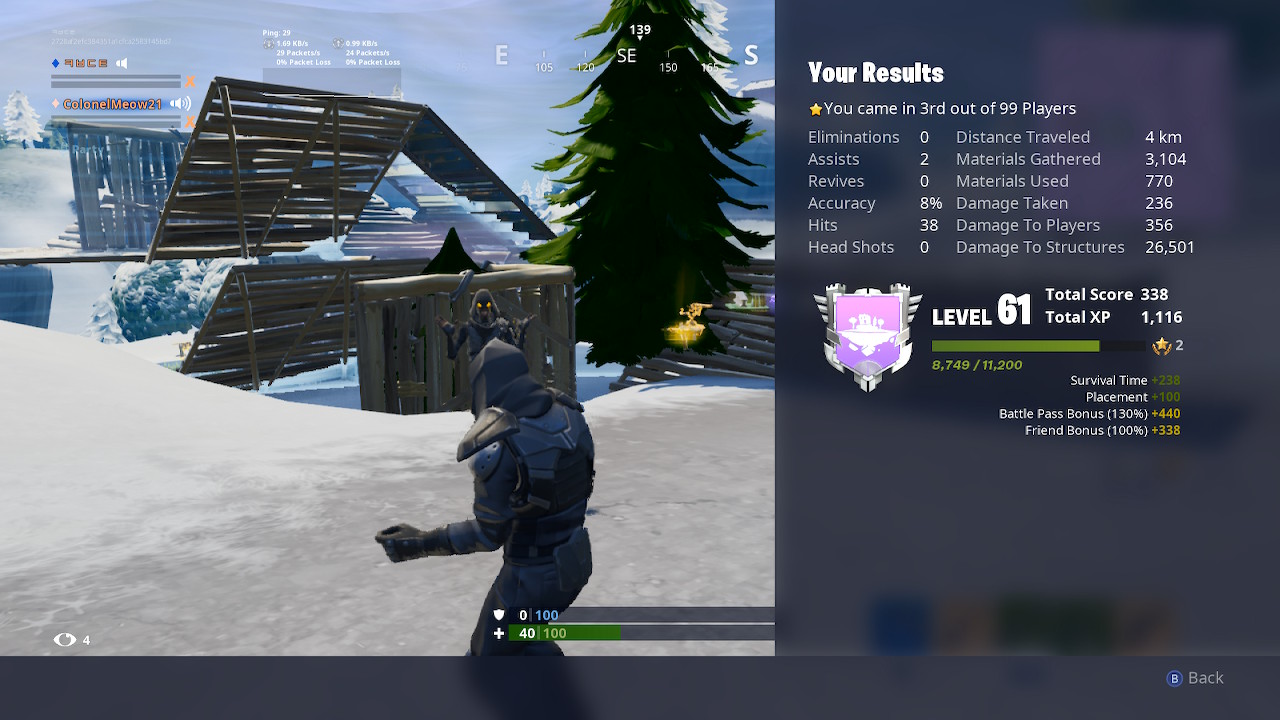 Ping: 29
1.69 KB/s 0.99 KB/s
29 Packets/s 24 Packets/s
0% Packet Loss 0% Packet Loss
ColonelMeow21
139
E 105 120 SE 150 165 S
4
0 | 100
40 | 100
Your Results
You came in 3rd out of 99 Players
Eliminations 0 Distance Traveled 4 km
Assists 2 Materials Gathered 3,104
Revives 0 Materials Used 770
Accuracy 8% Damage Taken 236
Hits 38 Damage To Players 356
Head Shots 0 Damage To Structures 26,501
LEVEL 61 Total Score 338
Total XP 1,116
2
8,749 / 11,200
Survival Time +238
Placement +100
Battle Pass Bonus (130%) +440
Friend Bonus (100%) +338
B Back